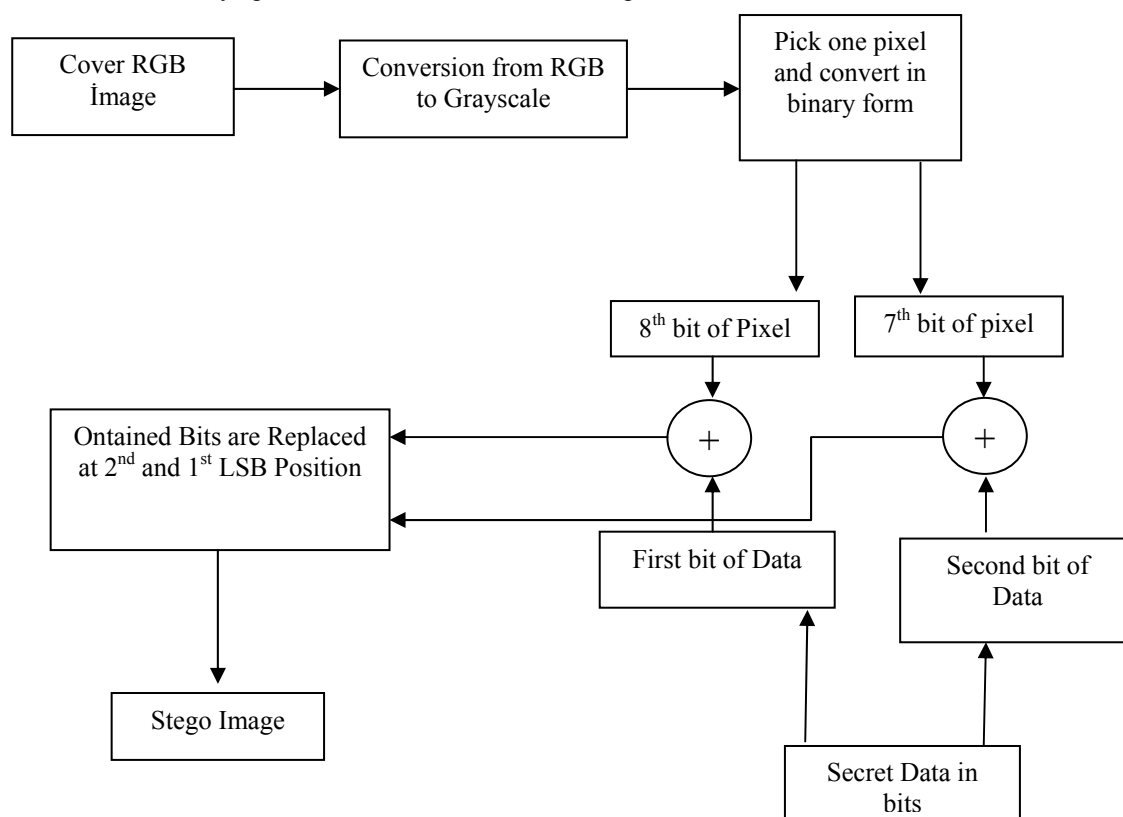 Cover RGB
İmage
Conversion from RGB
to Grayscale
Pick one pixel
and convert in
binary form
8th bit of Pixel
7th bit of pixel
+
+
Ontained Bits are Replaced
at 2nd and 1st LSB Position
First bit of Data
Second bit of
Data
Stego Image
Secret Data in
bits